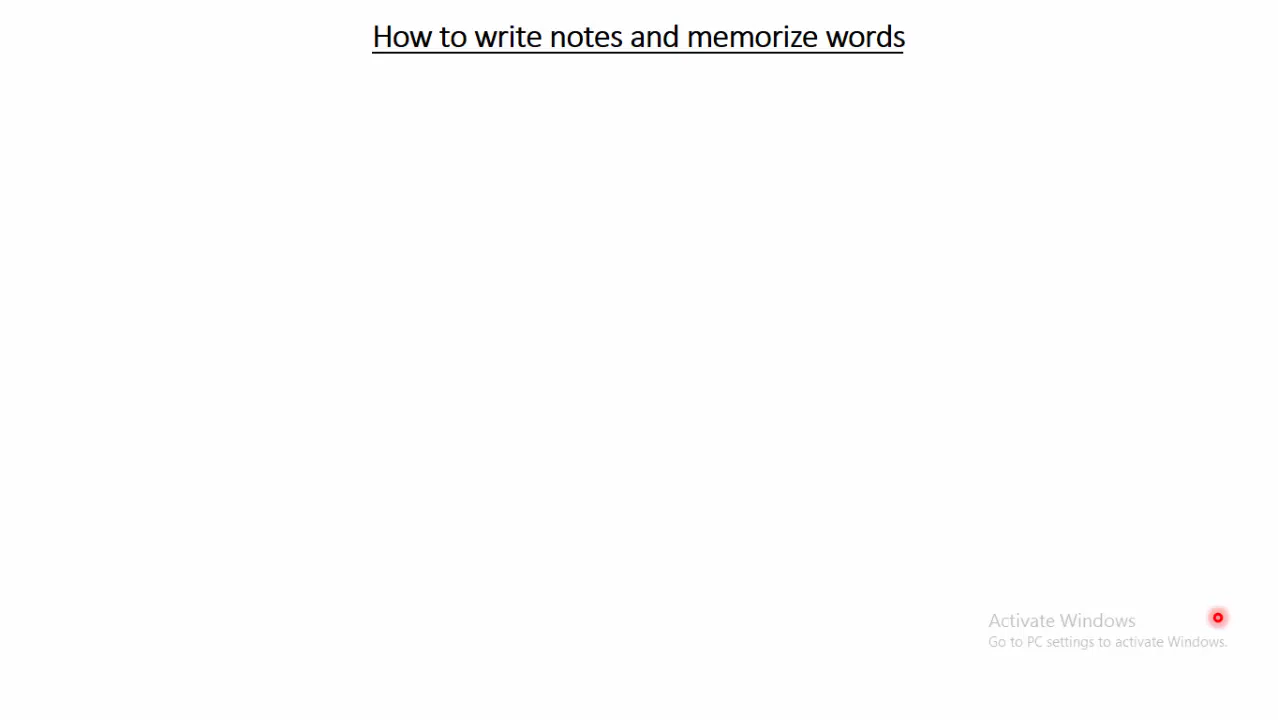 How to write notes and memorize words
Activate Windows
Go to PC settings to activate Windows.